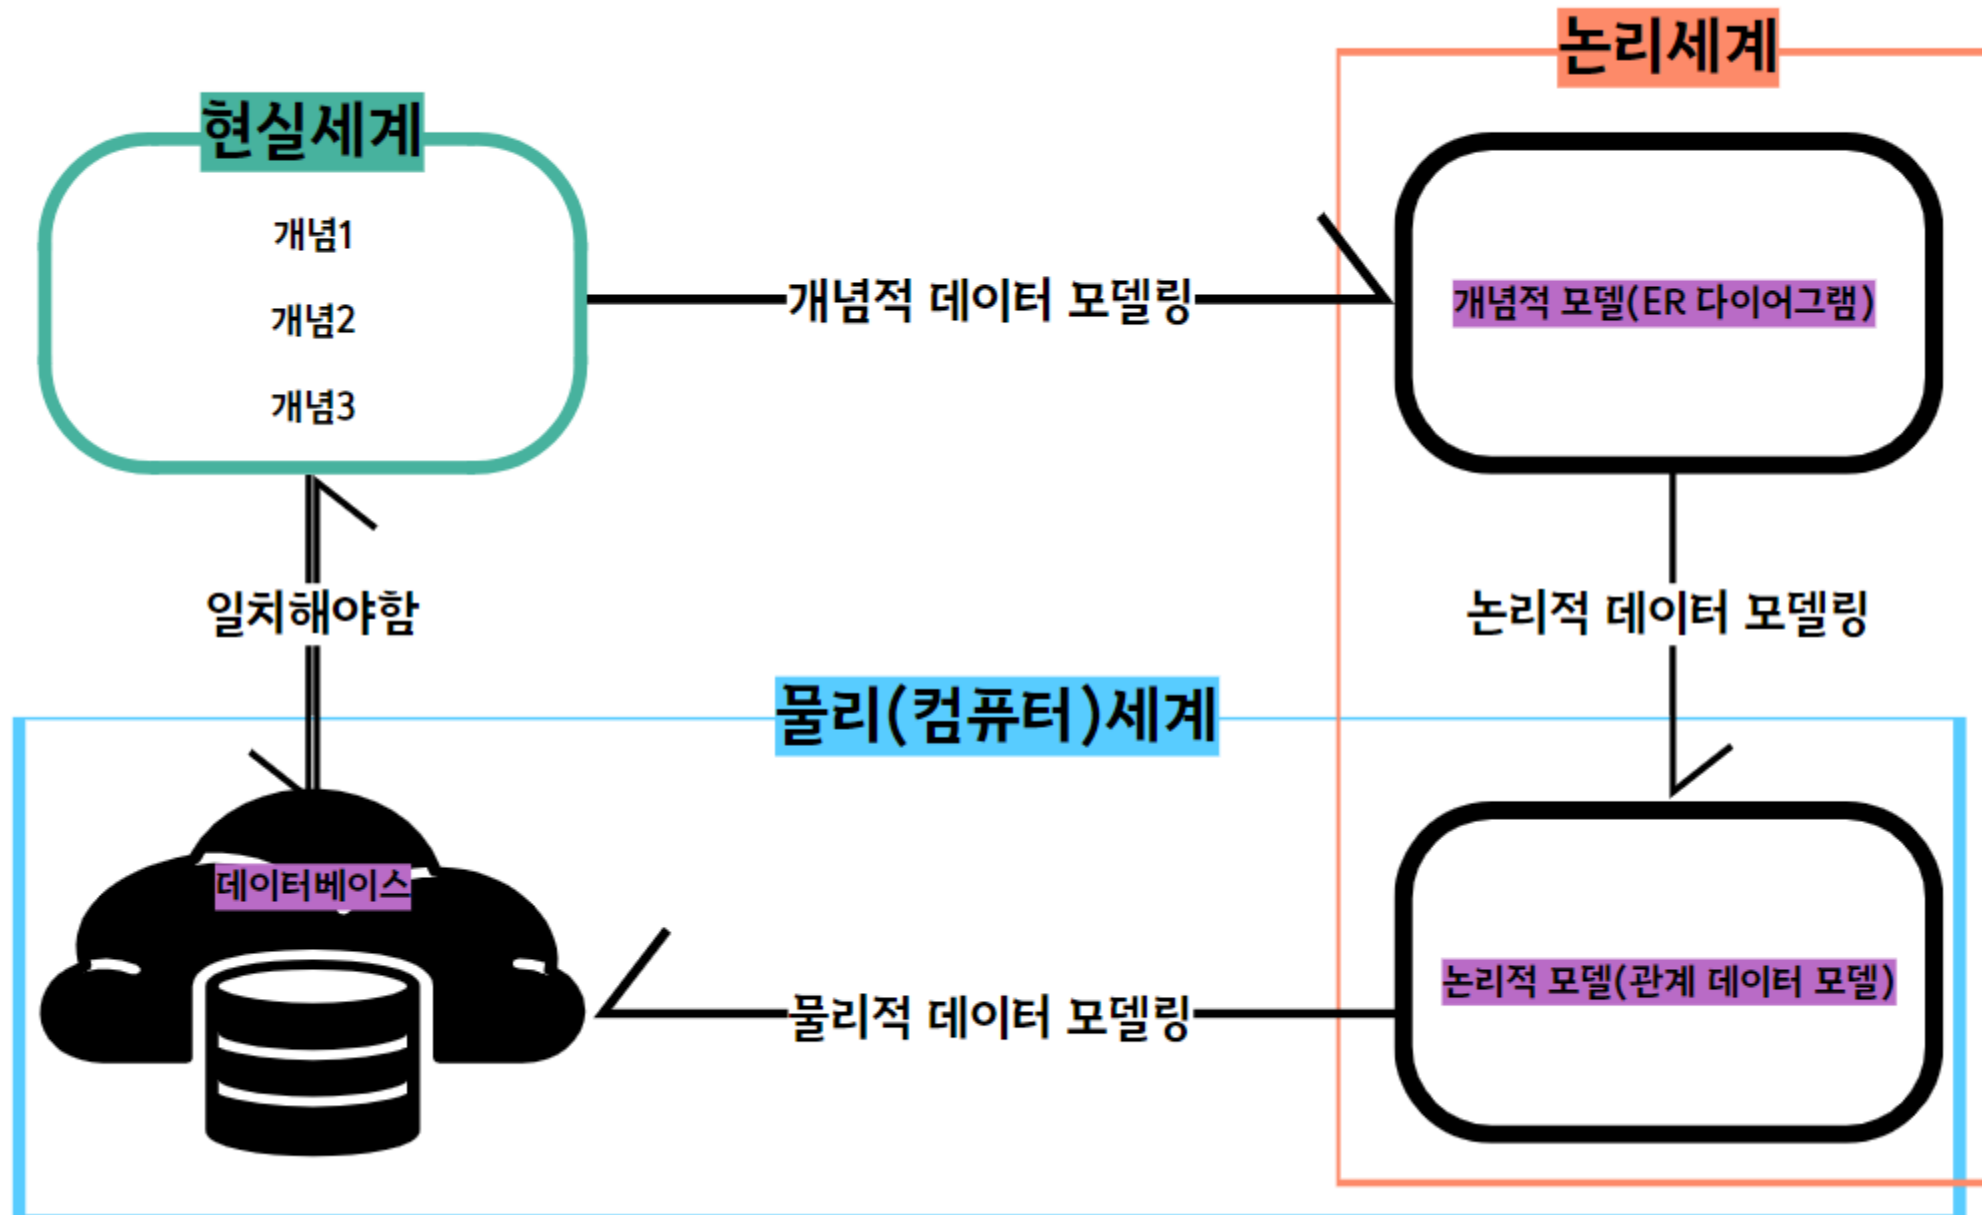 논리세계
현실세계
개념1
개념2
개념3
개념적 데이터 모델링
개념적 모델(ER 다이어그램)
일치해야함
논리적 데이터 모델링
물리(컴퓨터)세계
데이터베이스
물리적 데이터 모델링
논리적 모델(관계 데이터 모델)